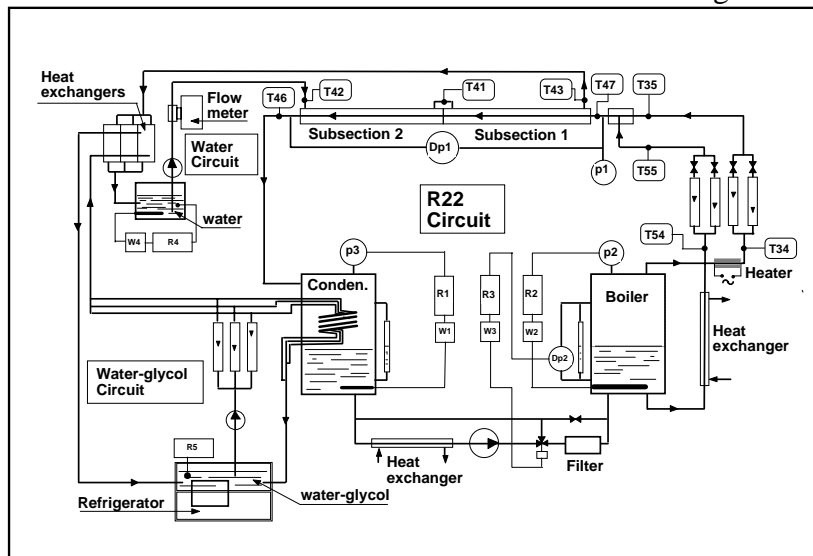 Heat
exchangers
Flow
meter
Water
Circuit
water
W4
R4
T46
T42
T41
T43
T47
T35
Subsection 2
Subsection 1
Dp1
p1
T55
R22
Circuit
T54
T34
Heater
p3
p2
Conden.
R1
R3
R2
Boiler
W1
W3
W2
Dp2
Heat
exchanger
Water-glycol
Circuit
R5
Heat
exchanger
Filter
water-glycol
Refrigerator